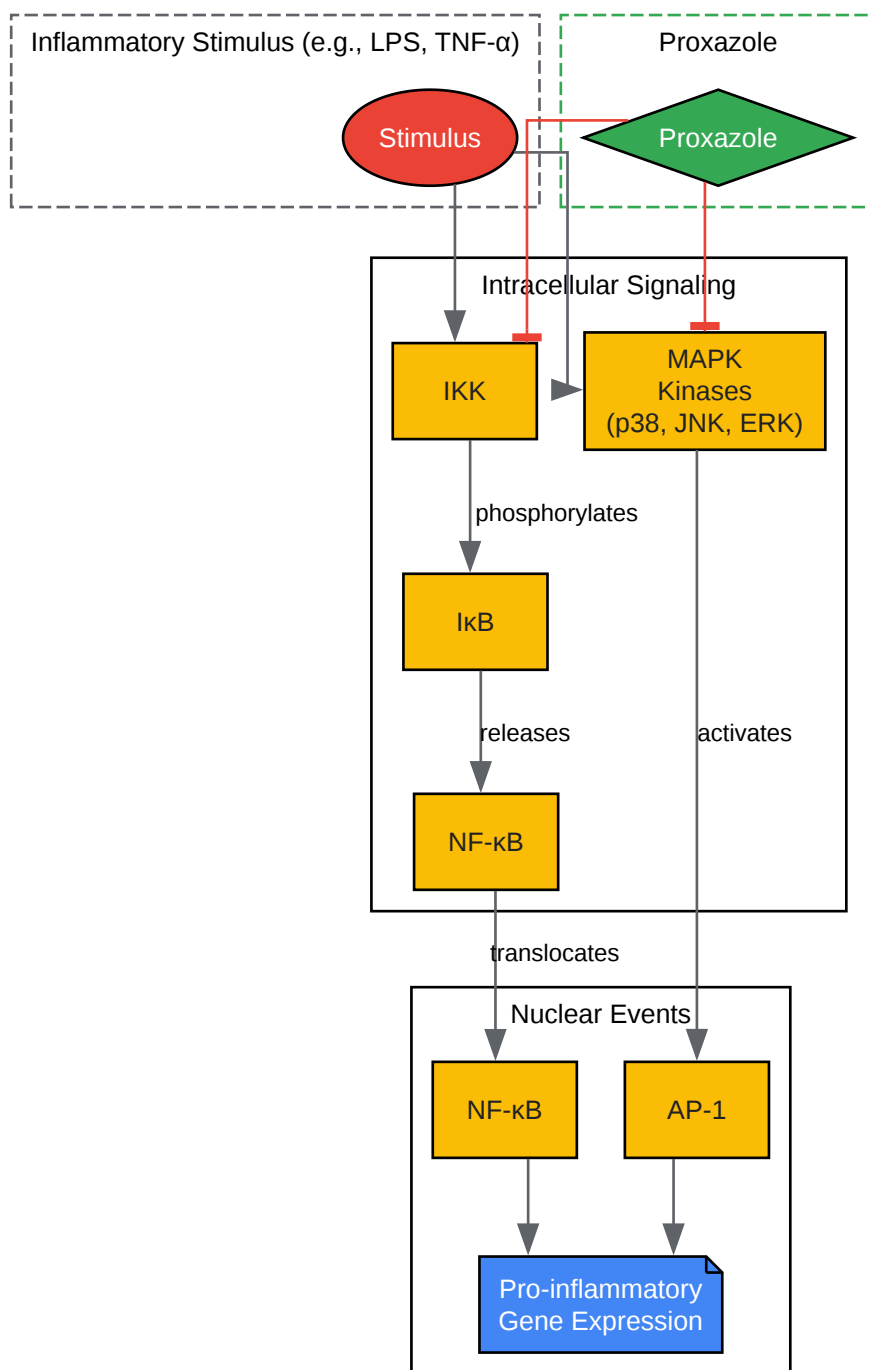 Inflammatory Stimulus (e.g., LPS, TNF-α)
Proxazole
Stimulus
Proxazole
Intracellular Signaling
IKK
MAPK
Kinases
(p38, JNK, ERK)
phosphorylates
IκB
releases
activates
NF-κB
translocates
Nuclear Events
NF-κB
AP-1
Pro-inflammatory
Gene Expression